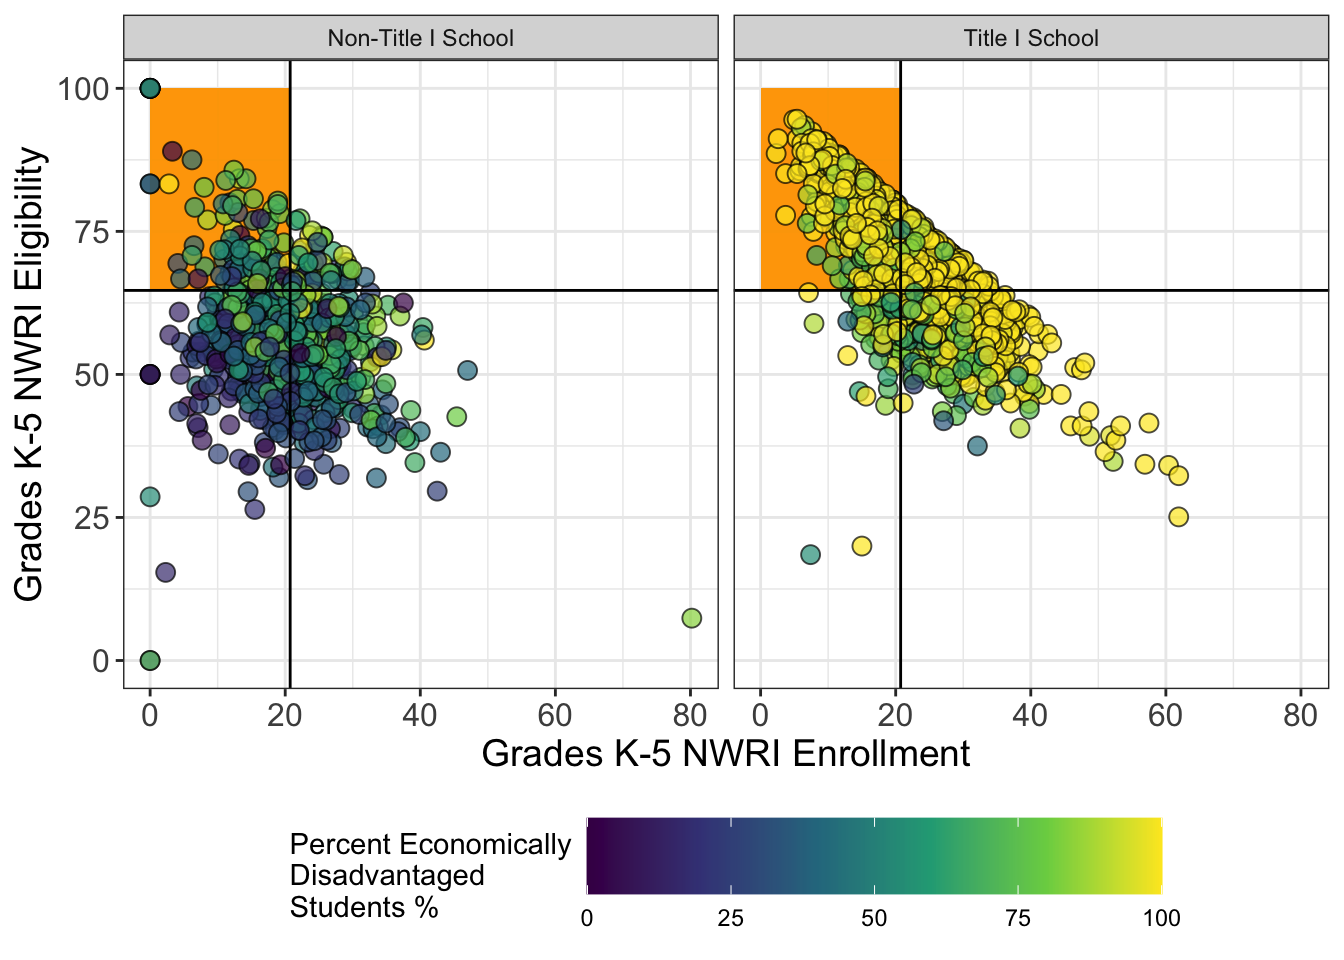 Non-Title I School
Title I School
100
75
50
25
0
Grades K-5 NWRI Eligibility
0 20 40 60 80
0 20 40 60 80
Grades K-5 NWRI Enrollment
Percent Economically
Disadvantaged
Students %
0 25 50 75 100